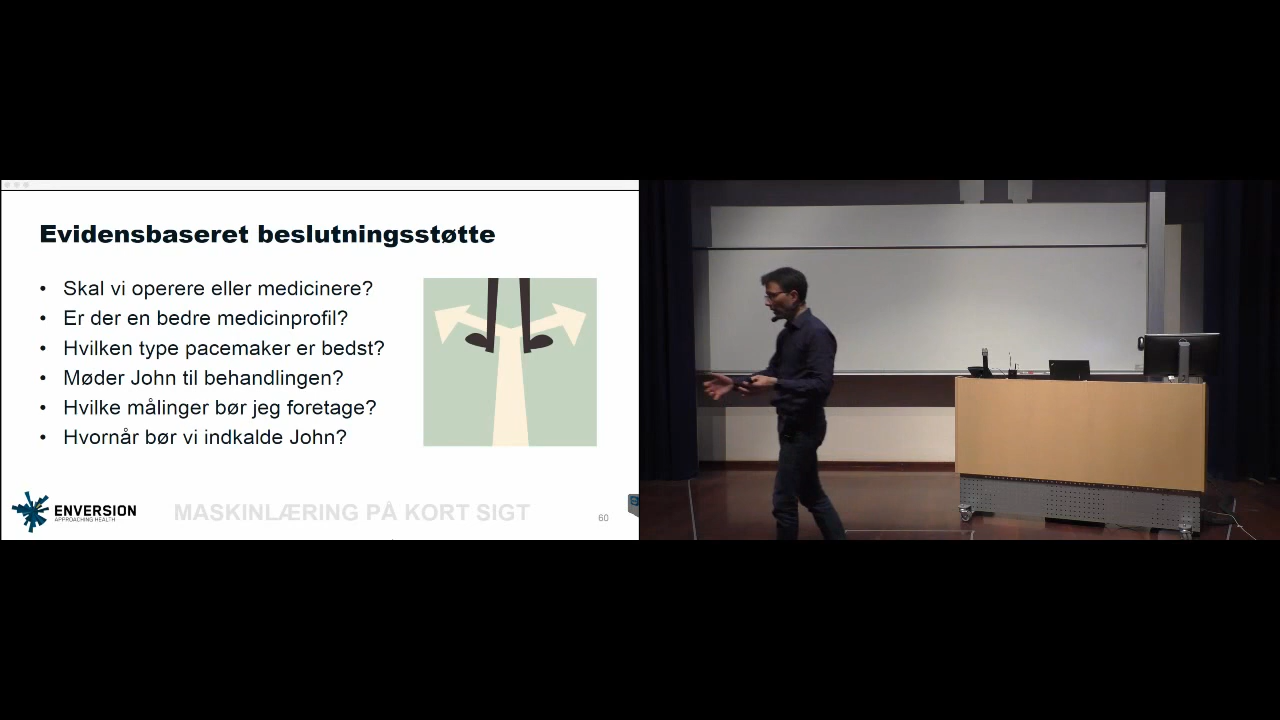 Evidensbaseret beslutningsstøtte
• Skal vi operere eller medicinere?
• Er der en bedre medicinprofil?
• Hvilken type pacemaker er bedst?
• Møder John til behandlingen?
• Hvilke målinger bør jeg foretage?
• Hvornår bør vi indkalde John?
ENVERSION
APPROACHING HEALTH
MASKINLÆRING PÅ KORT SIGT
60